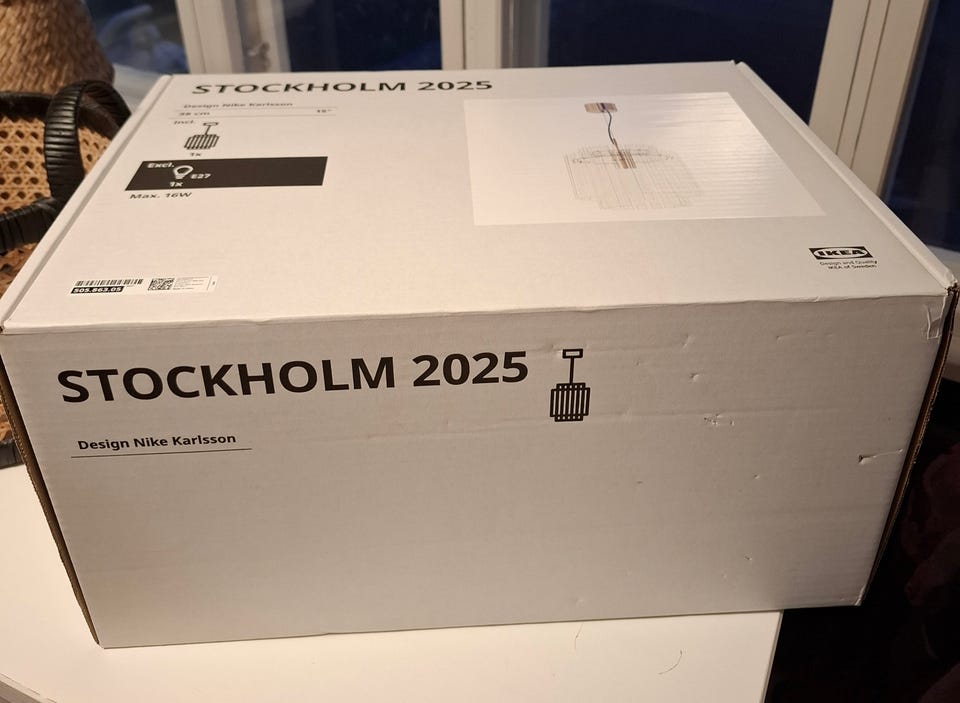 STOCKHOLM 2025
Design Nike Karlsson
38 cm 15"
Incl.
1x
Excl.
E27
1x
Max. 16W
505.863.05
IKEA
Design and Quality
IKEA of Sweden
STOCKHOLM 2025
Design Nike Karlsson